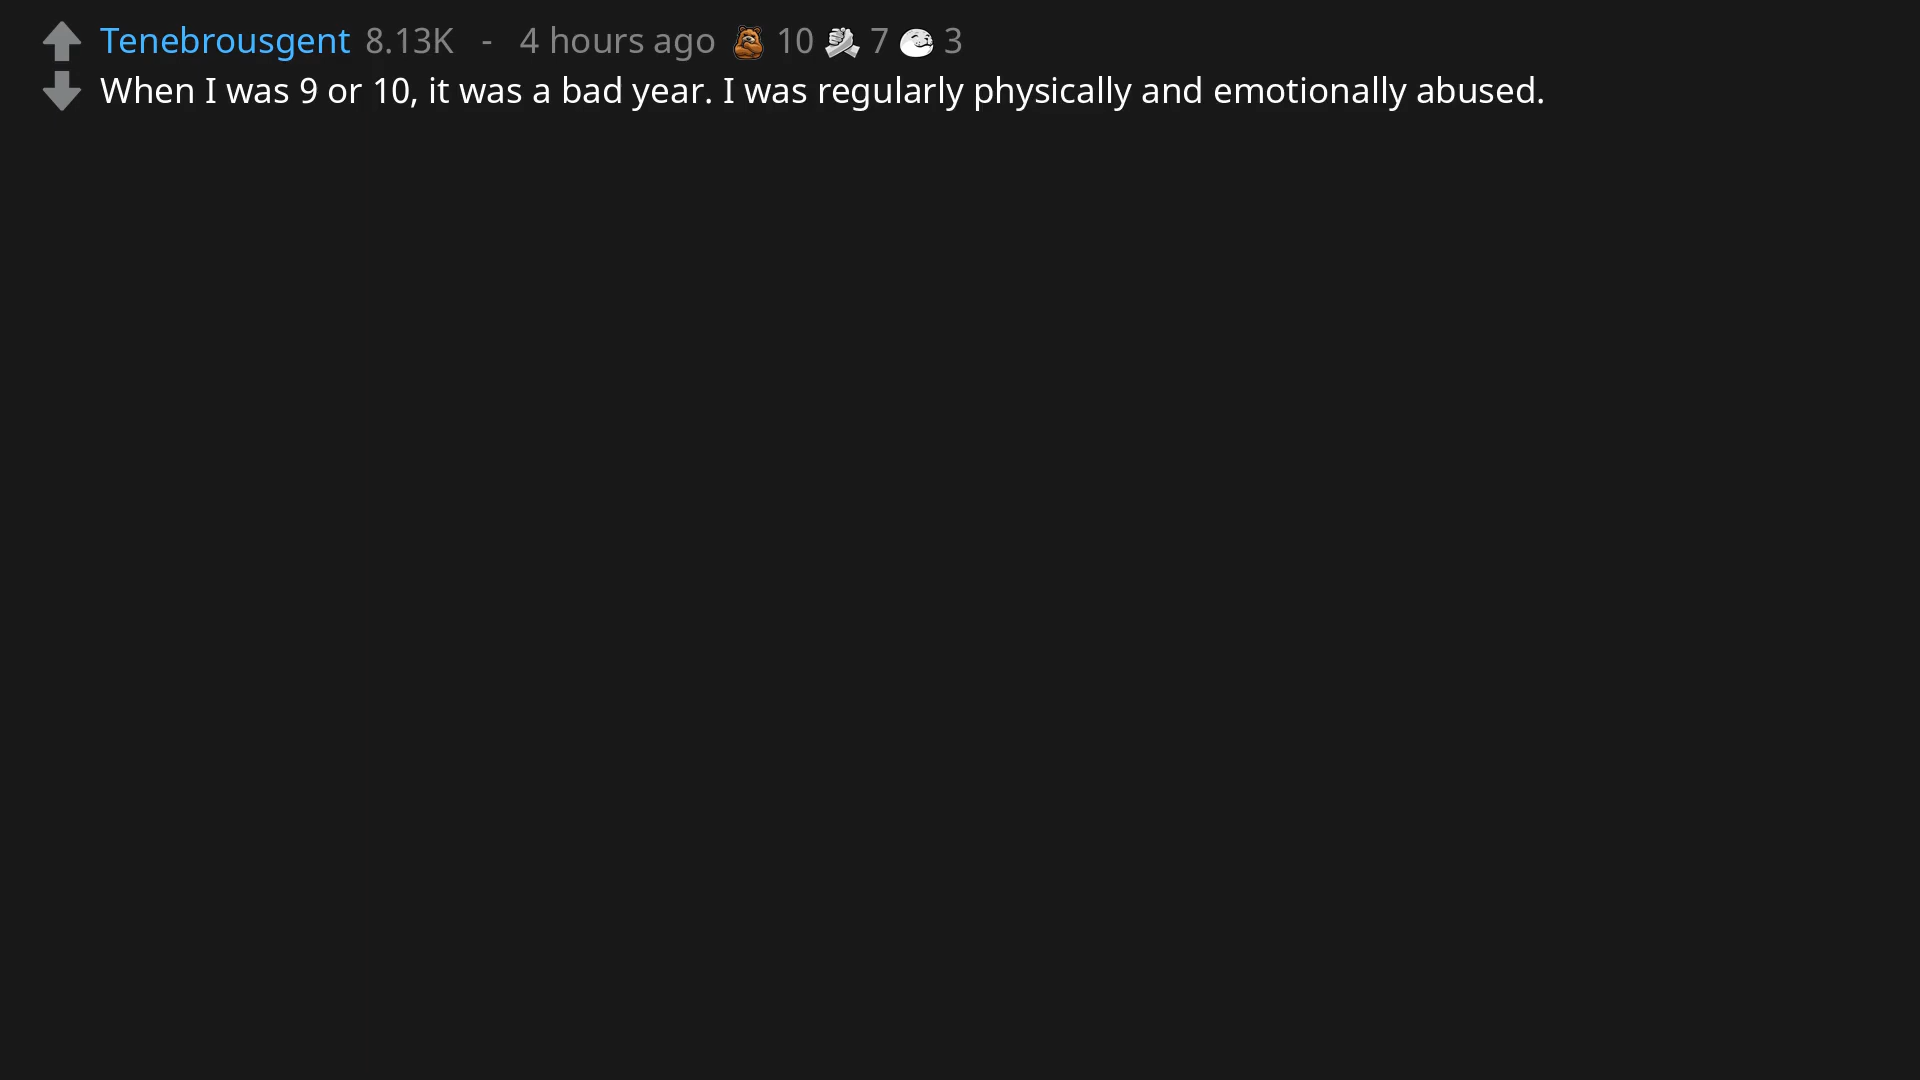 Tenebrousgent 8.13K - 4 hours ago 10 7 3
When I was 9 or 10, it was a bad year. I was regularly physically and emotionally abused.